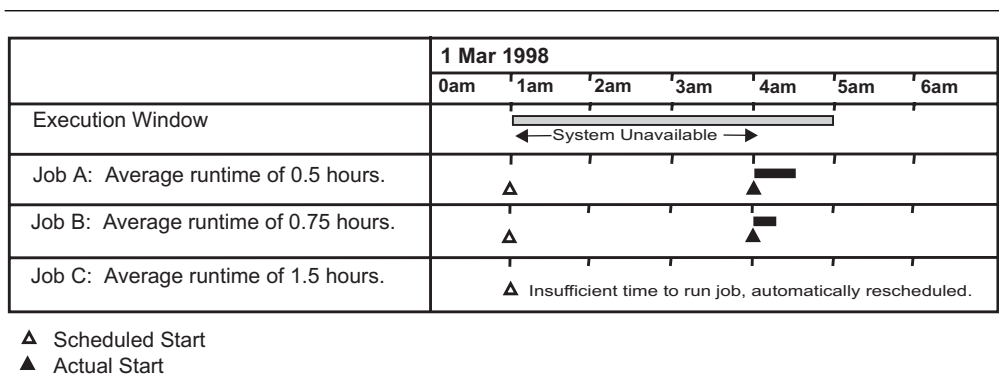 1 Mar 1998
0am 1am 2am 3am 4am 5am 6am
Execution Window
System Unavailable
Job A: Average runtime of 0.5 hours.
Job B: Average runtime of 0.75 hours.
Job C: Average runtime of 1.5 hours.
Insufficient time to run job, automatically rescheduled.
Scheduled Start
Actual Start